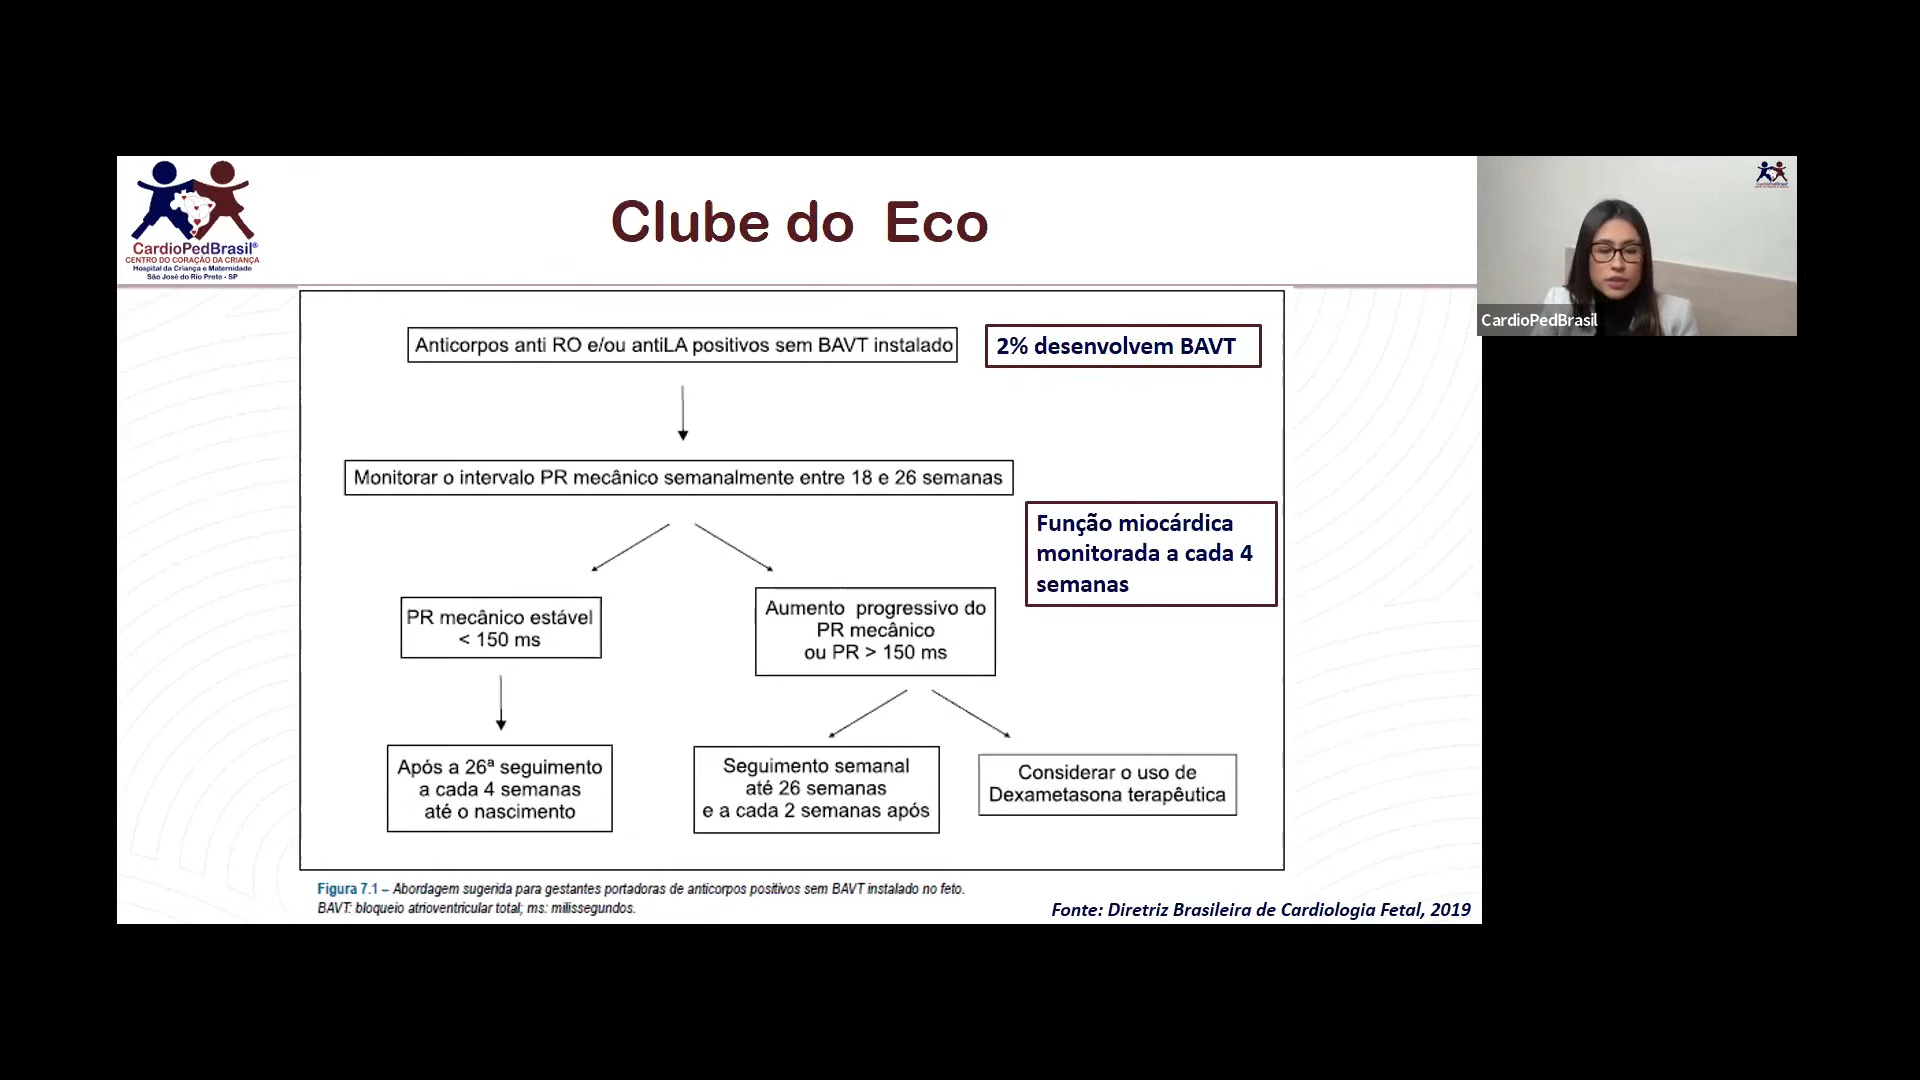 CardioPedBrasil®
CENTRO DO CORAÇÃO DA CRIANÇA
Hospital da Criança e Maternidade
São José do Rio Preto - SP
Clube do Eco
CardioPedBrasil
Anticorpos anti RO e/ou antiLA positivos sem BAVT instalado
2% desenvolvem BAVT
Monitorar o intervalo PR mecânico semanalmente entre 18 e 26 semanas
Função miocárdica
monitorada a cada 4
semanas
PR mecânico estável
< 150 ms
Aumento progressivo do
PR mecânico
ou PR > 150 ms
Após a 26ª seguimento
a cada 4 semanas
até o nascimento
Seguimento semanal
até 26 semanas
e a cada 2 semanas após
Considerar o uso de
Dexametasona terapêutica
Figura 7.1 – Abordagem sugerida para gestantes portadoras de anticorpos positivos sem BAVT instalado no feto.
BAVT: bloqueio atrioventricular total; ms: milissegundos.
Fonte: Diretriz Brasileira de Cardiologia Fetal, 2019